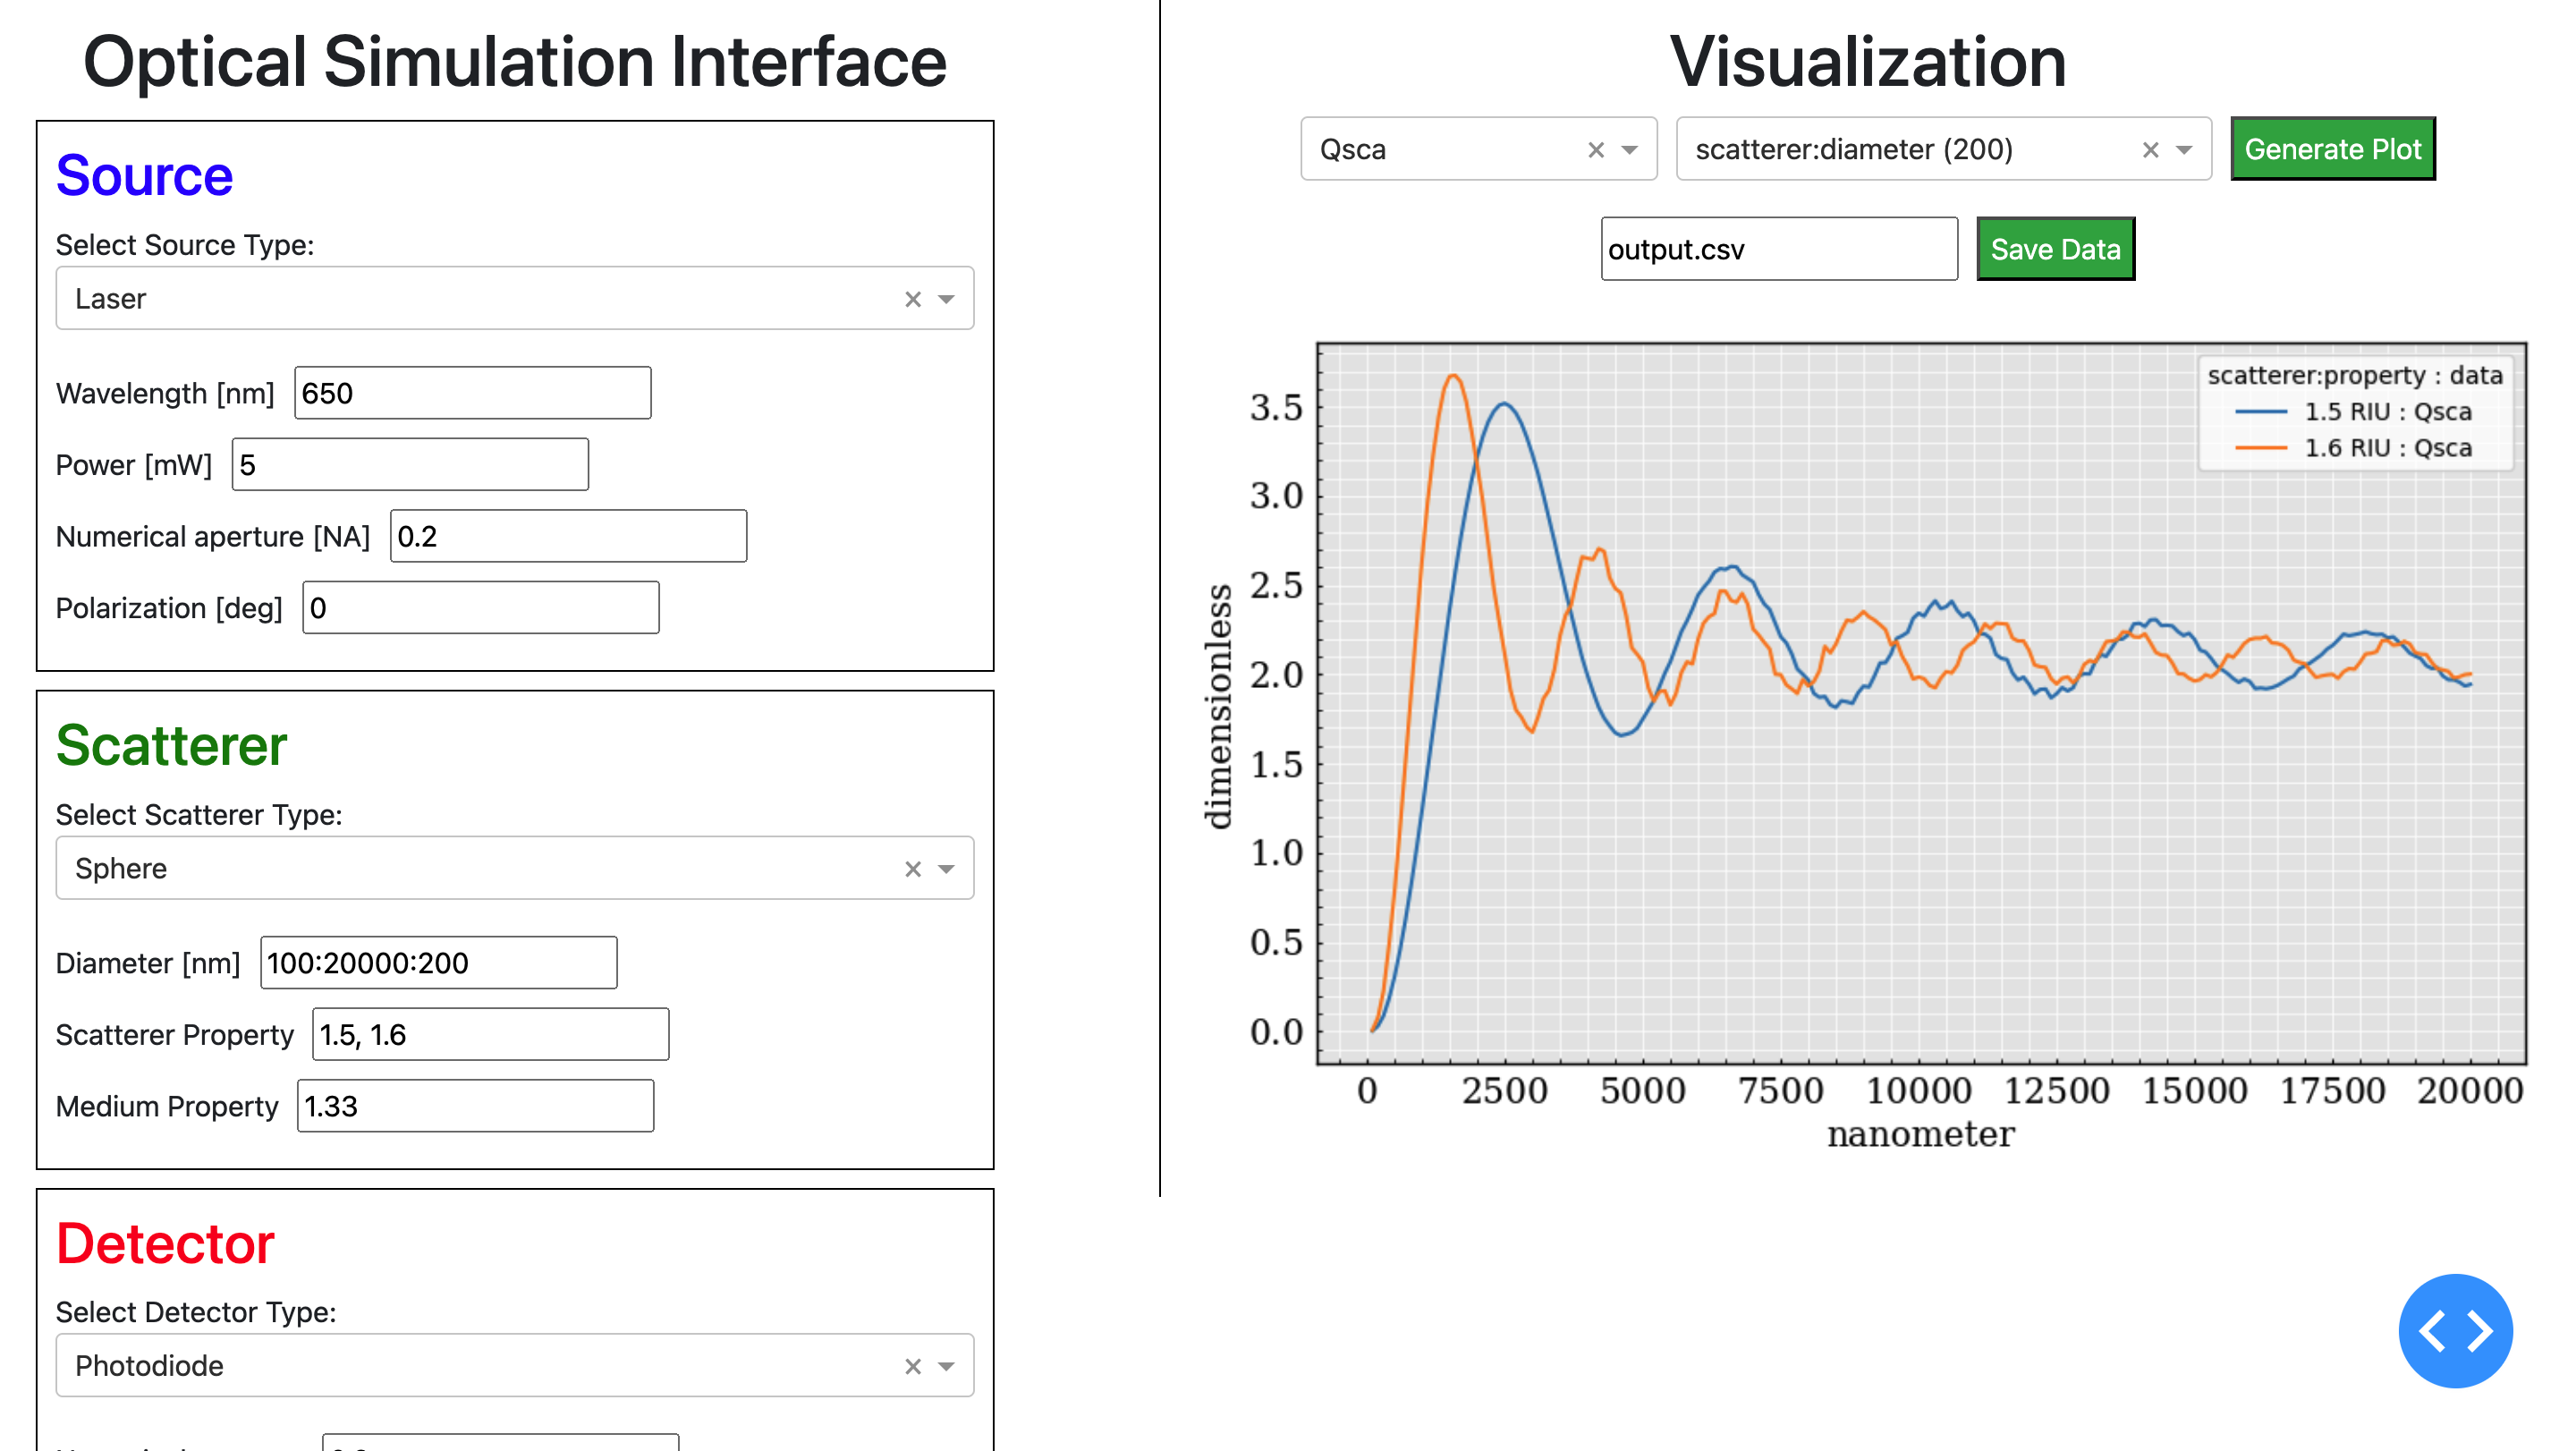 Optical Simulation Interface
Source
Select Source Type:
Laser
Wavelength [nm] 650
Power [mW] 5
Numerical aperture [NA] 0.2
Polarization [deg] 0
Scatterer
Select Scatterer Type:
Sphere
Diameter [nm] 100:20000:200
Scatterer Property 1.5, 1.6
Medium Property 1.33
Detector
Select Detector Type:
Photodiode
Visualization
Qsca scatterer:diameter (200) Generate Plot
output.csv Save Data
scatterer:property : data
1.5 RIU : Qsca
1.6 RIU : Qsca
3.5
3.0
2.5
2.0
1.5
1.0
0.5
0.0
dimensionless
0 2500 5000 7500 10000 12500 15000 17500 20000
nanometer